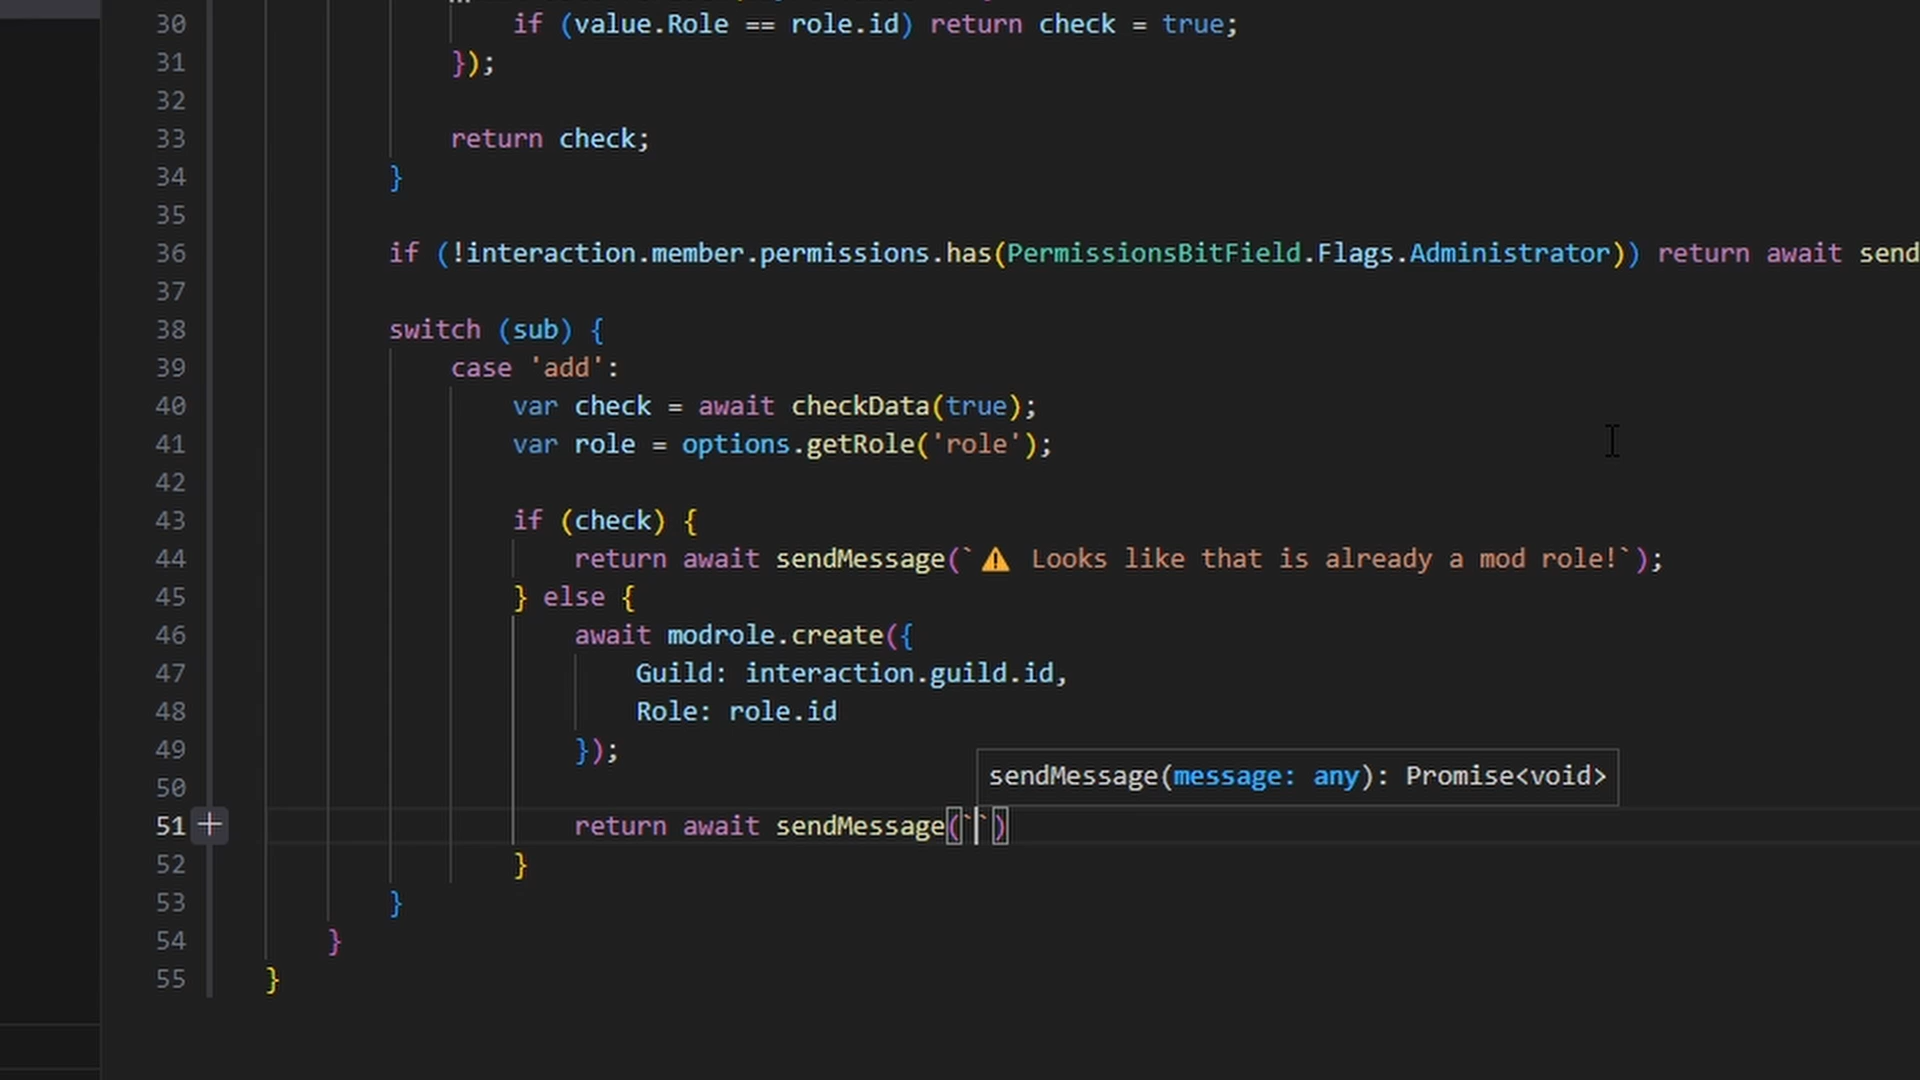 30 if (value.Role == role.id) return check = true;
31 });
32
33 return check;
34 }
35
36 if (!interaction.member.permissions.has(PermissionsBitField.Flags.Administrator)) return await send
37
38 switch (sub) {
39 case 'add':
40 var check = await checkData(true);
41 var role = options.getRole('role');
42
43 if (check) {
44 return await sendMessage(`⚠ Looks like that is already a mod role!`);
45 } else {
46 await modrole.create({
47 Guild: interaction.guild.id,
48 Role: role.id
49 });
sendMessage(message: any): Promise<void>
50
51 return await sendMessage(``)
52 }
53 }
54 }
55 }